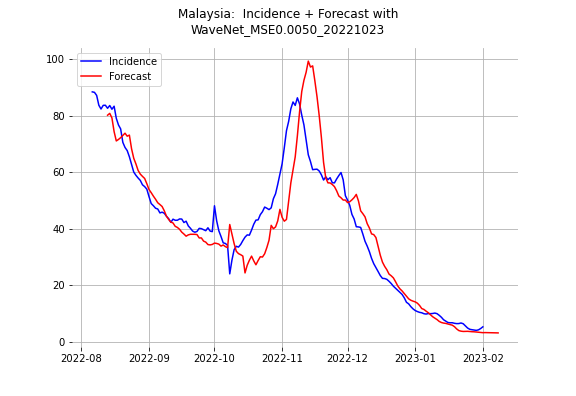 Malaysia:  Incidence + Forecast with
WaveNet_MSE0.0050_20221023
Incidence
Forecast
100
80
60
40
20
0
2022-08 2022-09 2022-10 2022-11 2022-12 2023-01 2023-02